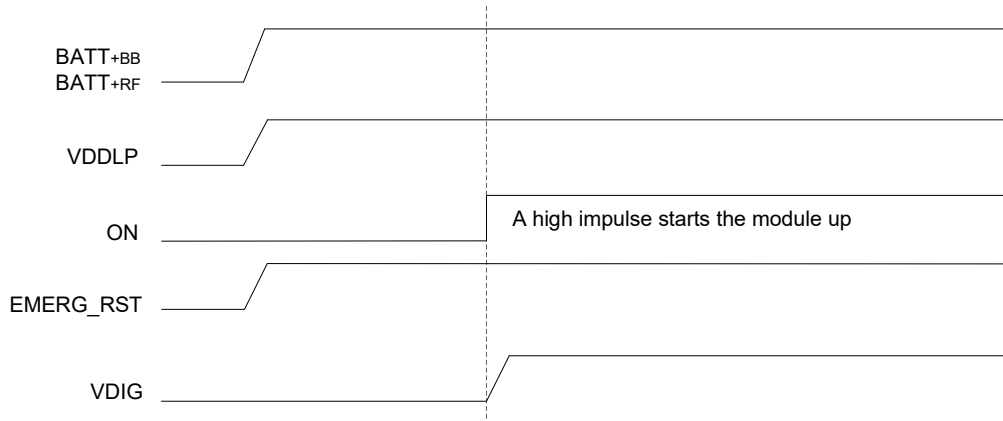 BATT+BB
BATT+RF
VDDLP
ON
A high impulse starts the module up
EMERG_RST
VDIG